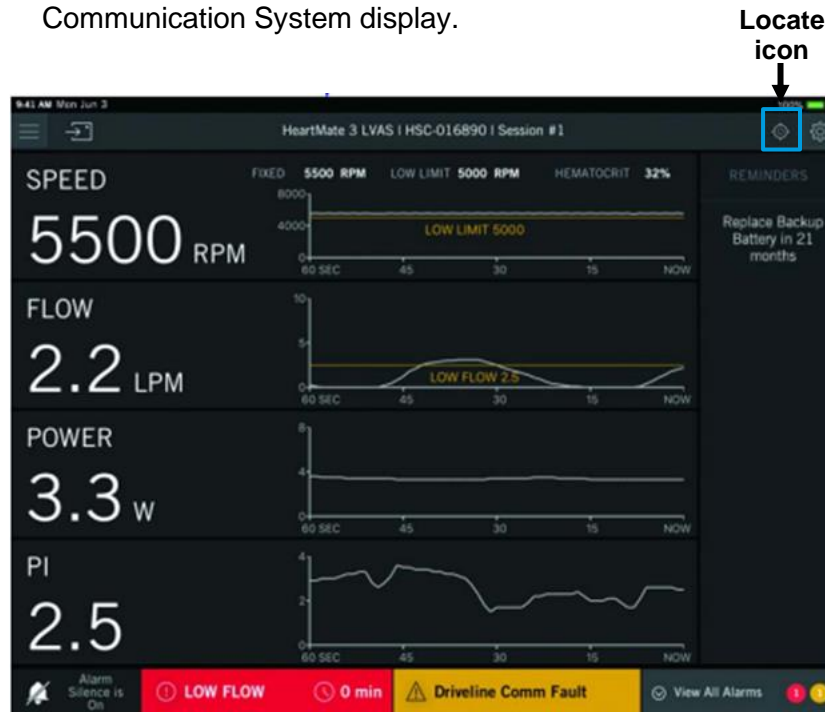 Communication System display.
Locate
icon
9:41 AM Mon Jun 3
100%
HeartMate 3 LVAS I HSC-016890 I Session #1
SPEED
FIXED 5500 RPM LOW LIMIT 5000 RPM HEMATOCRIT 32%
REMINDERS
5500 RPM
8000
4000
0
LOW LIMIT 5000
60 SEC 45 30 15 NOW
Replace Backup
Battery in 21
months
FLOW
2.2 LPM
10
5
0
LOW FLOW 2.5
60 SEC 45 30 15 NOW
POWER
3.3 W
8
4
0
60 SEC 45 30 15 NOW
PI
2.5
4
2
0
60 SEC 45 30 15 NOW
Alarm
Silence is
On
LOW FLOW 0 min
Driveline Comm Fault
View All Alarms 1 1